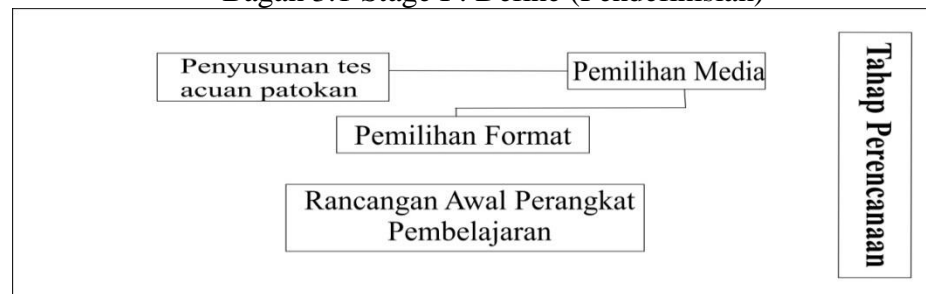 Bagan 3.1 Stage I : Define (Pendefinisian)
Penyusunan tes
acuan patokan
Pemilihan Media
Pemilihan Format
Rancangan Awal Perangkat
Pembelajaran
Tahap Perencanaan